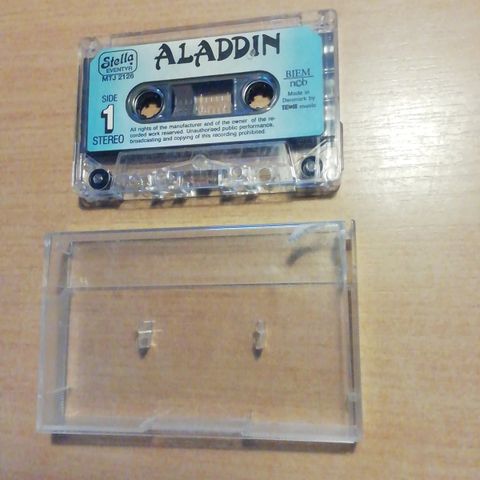 Stella
EVENTYR
MTJ 2126
ALADDIN
SIDE
1
STEREO
BIEM
ncb
Made in
Denmark by
music
All rights of the manufacturer and of the owner of the re-
corded work reserved. Unauthorized public performance,
broadcasting and copying of this recording prohibited.